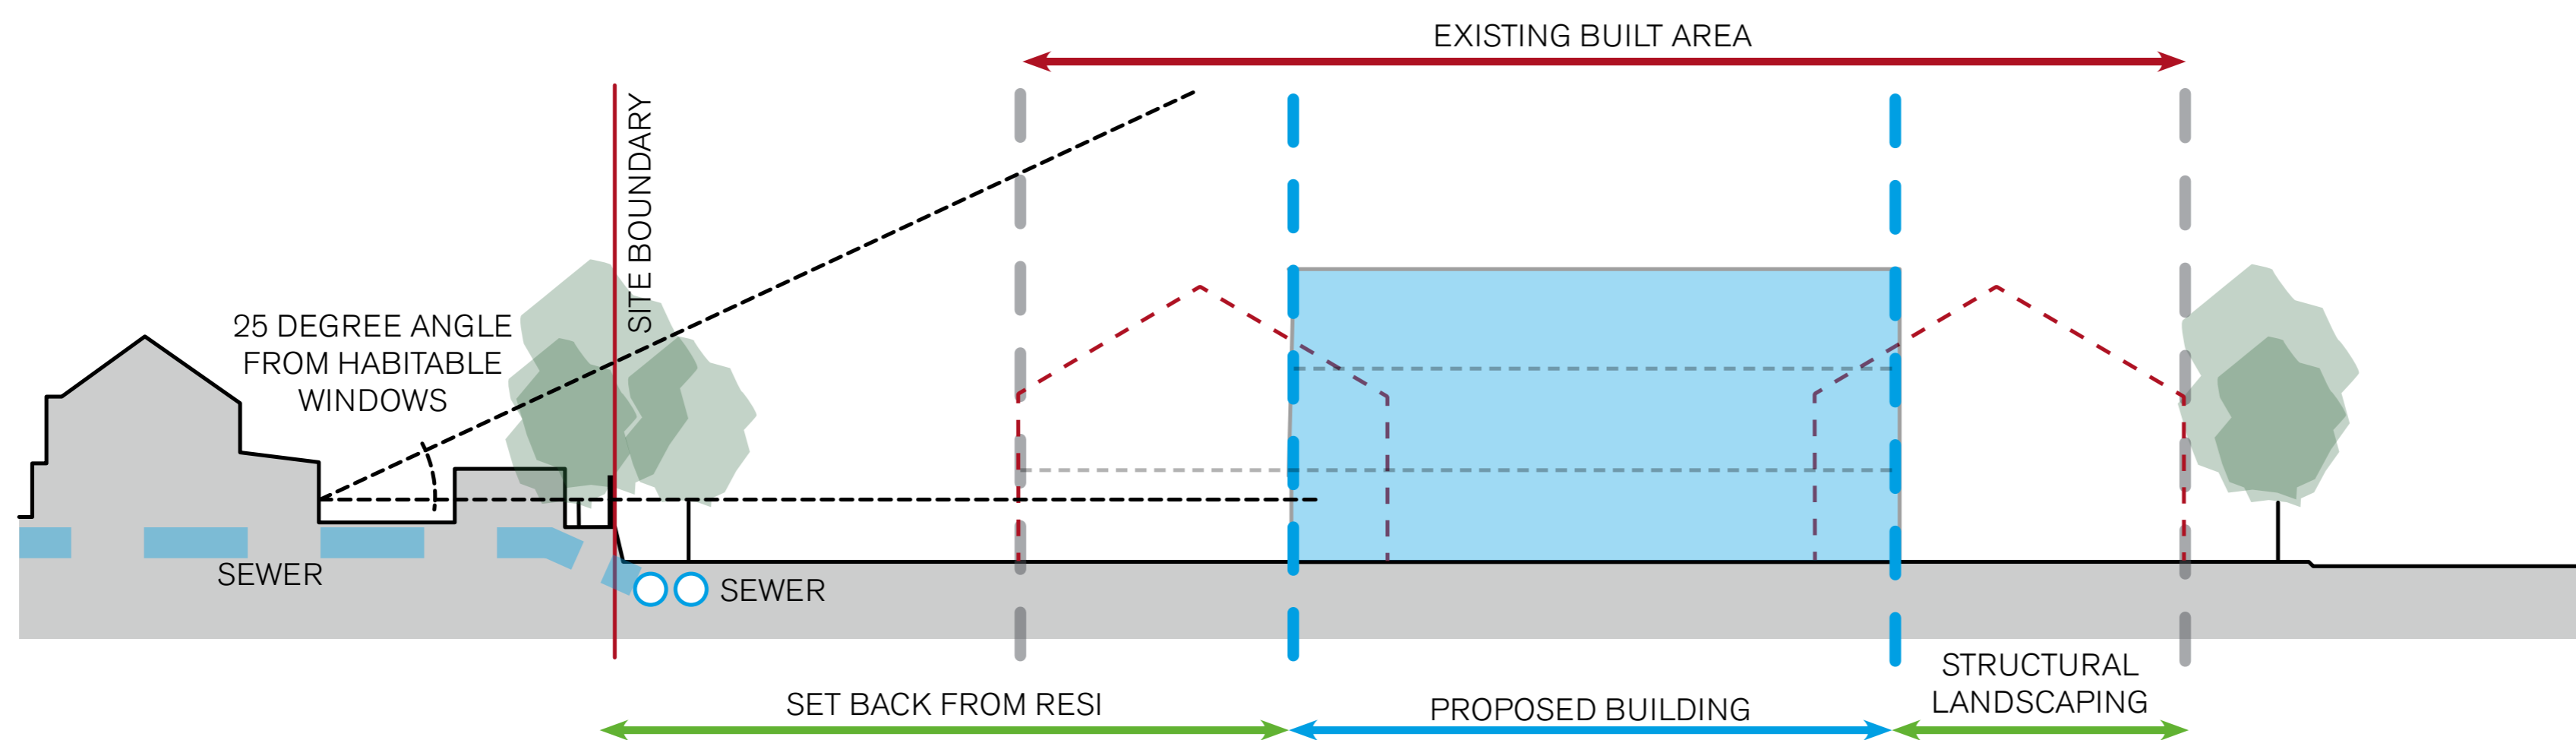 EXISTING BUILT AREA
SITE BOUNDARY
25 DEGREE ANGLE
FROM HABITABLE
WINDOWS
SEWER
SEWER
SET BACK FROM RESI
PROPOSED BUILDING
STRUCTURAL
LANDSCAPING